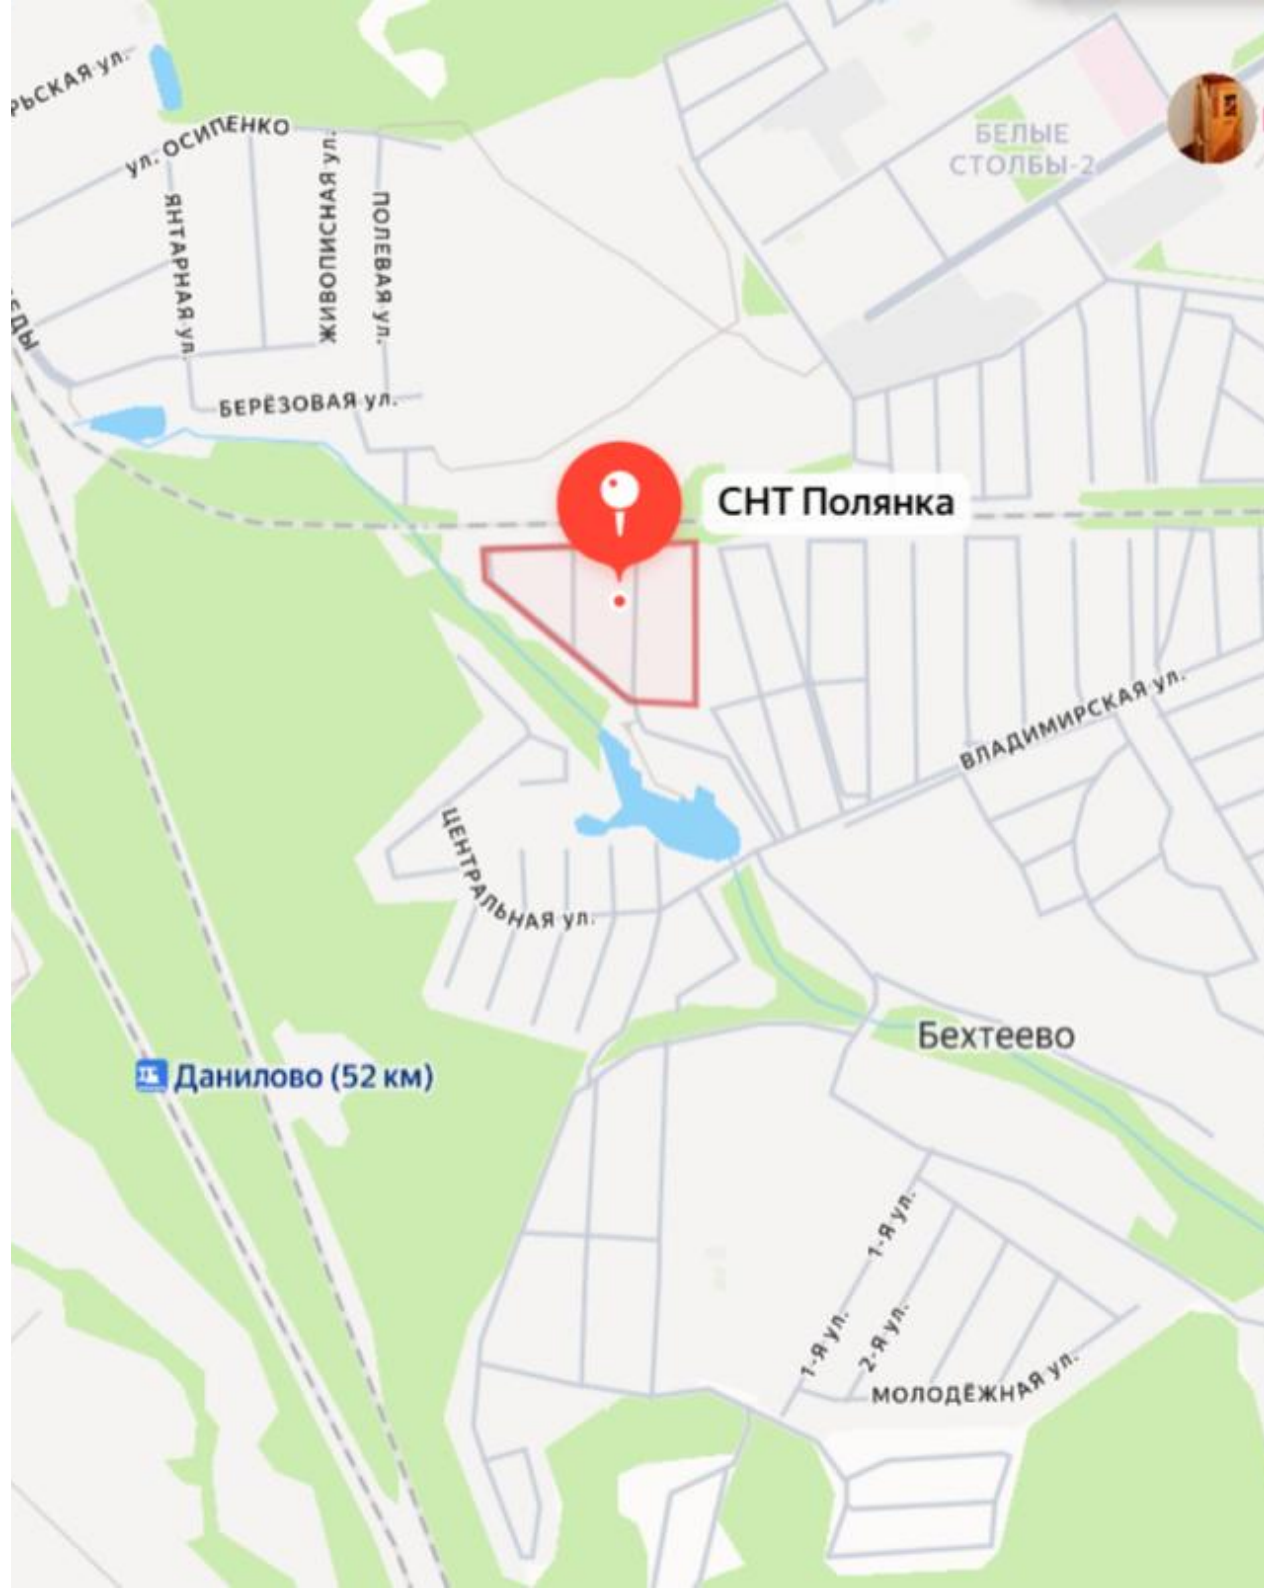 ул. ОСИПЕНКО
БЕЛЫЕ
СТОЛБЫ-2
ЯНТАРНАЯ ул.
ЖИВОПИСНАЯ ул.
ПОЛЕВАЯ ул.
БЕРЁЗОВАЯ ул.
СНТ Полянка
ВЛАДИМИРСКАЯ ул.
ЦЕНТРАЛЬНАЯ ул.
Бехтеево
Данилово (52 км)
1-Я ул.
1-Я ул.
2-Я ул.
МОЛОДЁЖНАЯ ул.